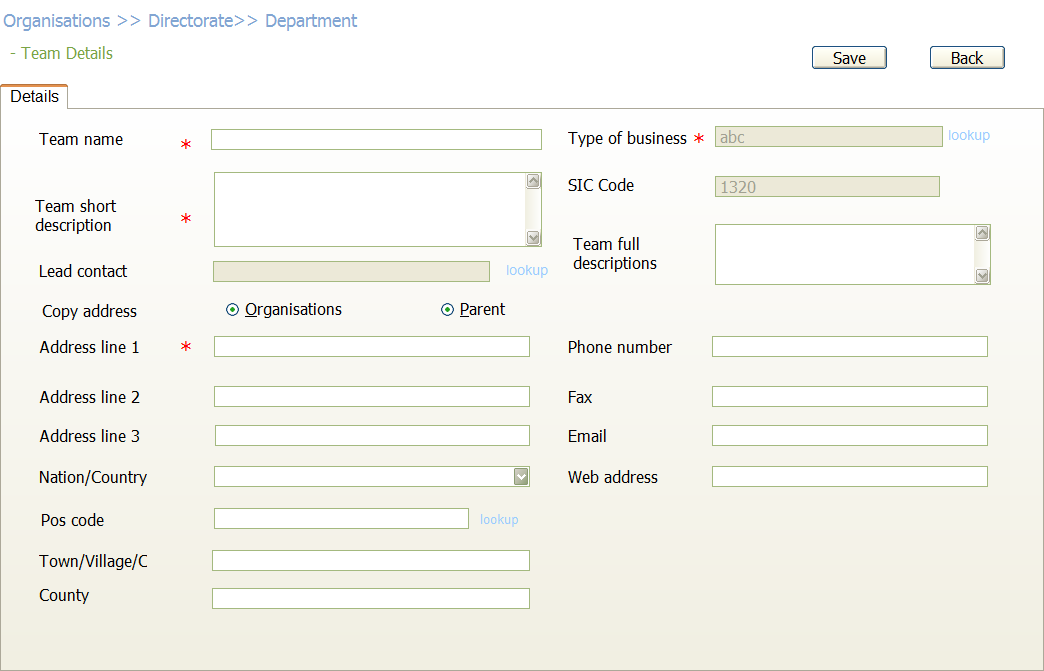 Organisations >> Directorate>> Department
- Team Details
Save
Back
Details
Team name *
Type of business * abc lookup
SIC Code 1320
Team short
description *
Team full
descriptions
Lead contact lookup
Copy address Organisations Parent
Address line 1 *
Phone number
Address line 2
Fax
Address line 3
Email
Nation/Country
Web address
Pos code lookup
Town/Village/C
County